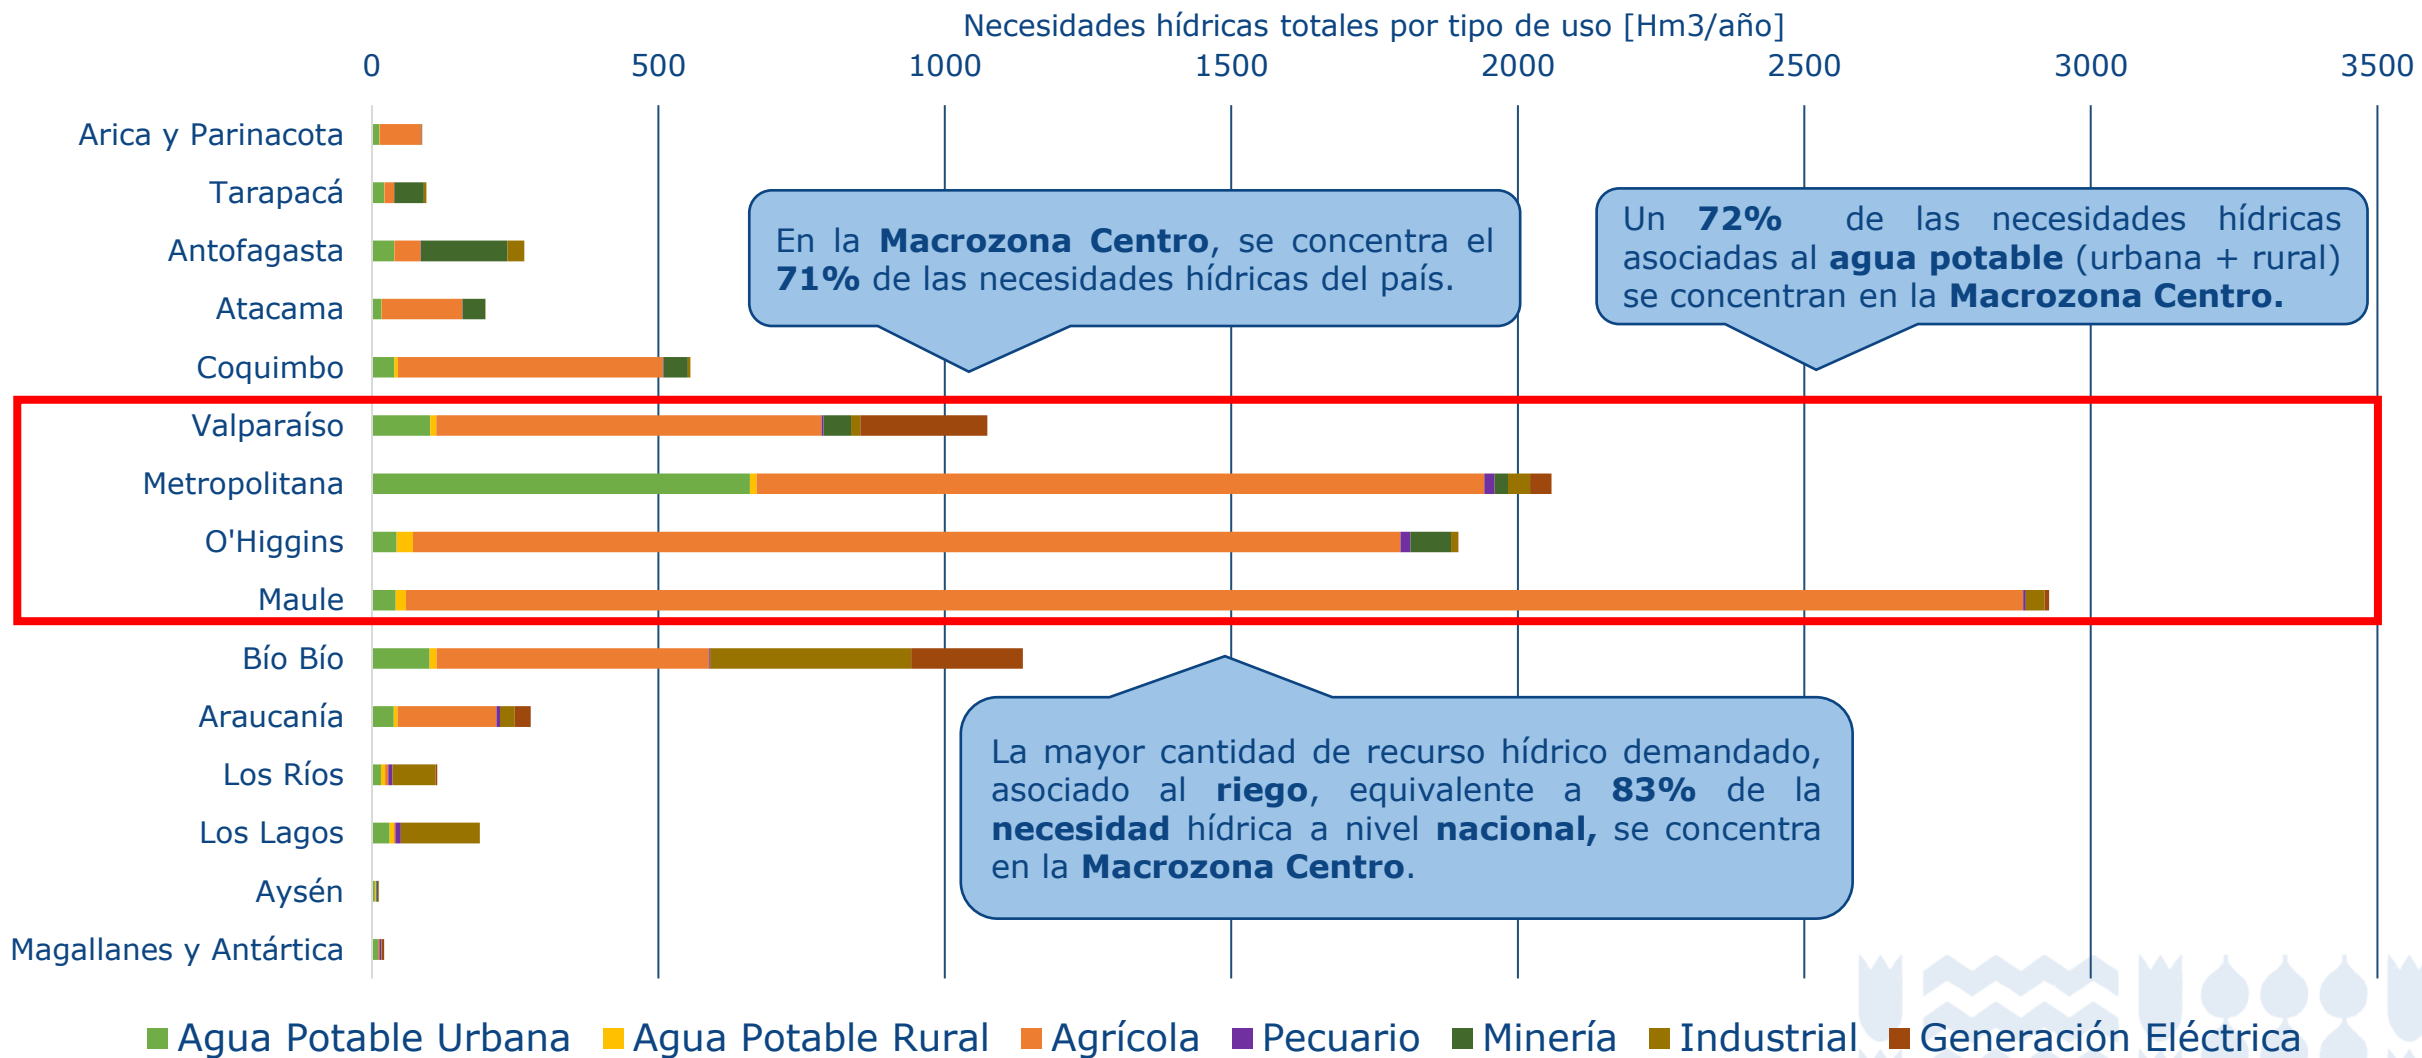 Necesidades hídricas totales por tipo de uso [Hm3/año]
0 500 1000 1500 2000 2500 3000 3500
Arica y Parinacota
Tarapacá
Antofagasta
Atacama
Coquimbo
Valparaíso
Metropolitana
O'Higgins
Maule
Bío Bío
Araucanía
Los Ríos
Los Lagos
Aysén
Magallanes y Antártica
En la Macrozona Centro, se concentra el
71% de las necesidades hídricas del país.
Un 72% de las necesidades hídricas
asociadas al agua potable (urbana + rural)
se concentran en la Macrozona Centro.
La mayor cantidad de recurso hídrico demandado,
asociado al riego, equivalente a 83% de la
necesidad hídrica a nivel nacional, se concentra
en la Macrozona Centro.
Agua Potable Urbana Agua Potable Rural Agrícola Pecuario Minería Industrial Generación Eléctrica